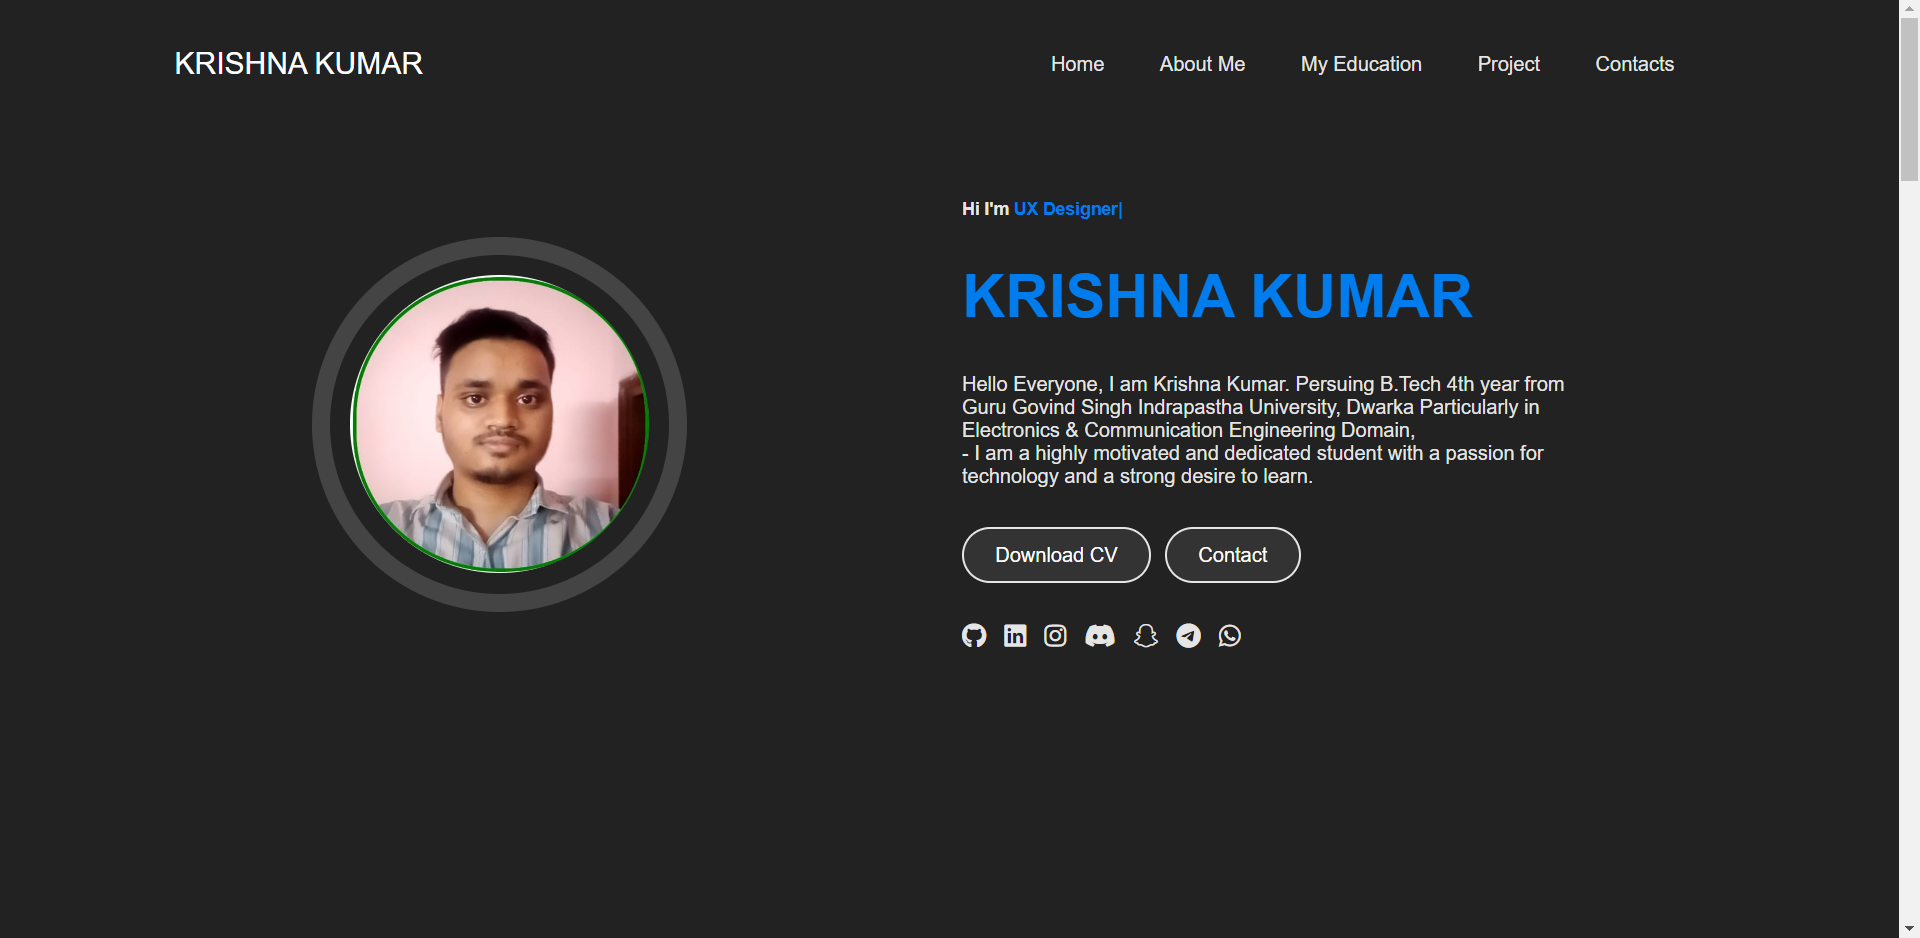 KRISHNA KUMAR
Home About Me My Education Project Contacts
Hi I'm UX Designer|
KRISHNA KUMAR
Hello Everyone, I am Krishna Kumar. Persuing B.Tech 4th year from
Guru Govind Singh Indrapastha University, Dwarka Particularly in
Electronics & Communication Engineering Domain,
- I am a highly motivated and dedicated student with a passion for
technology and a strong desire to learn.
Download CV Contact